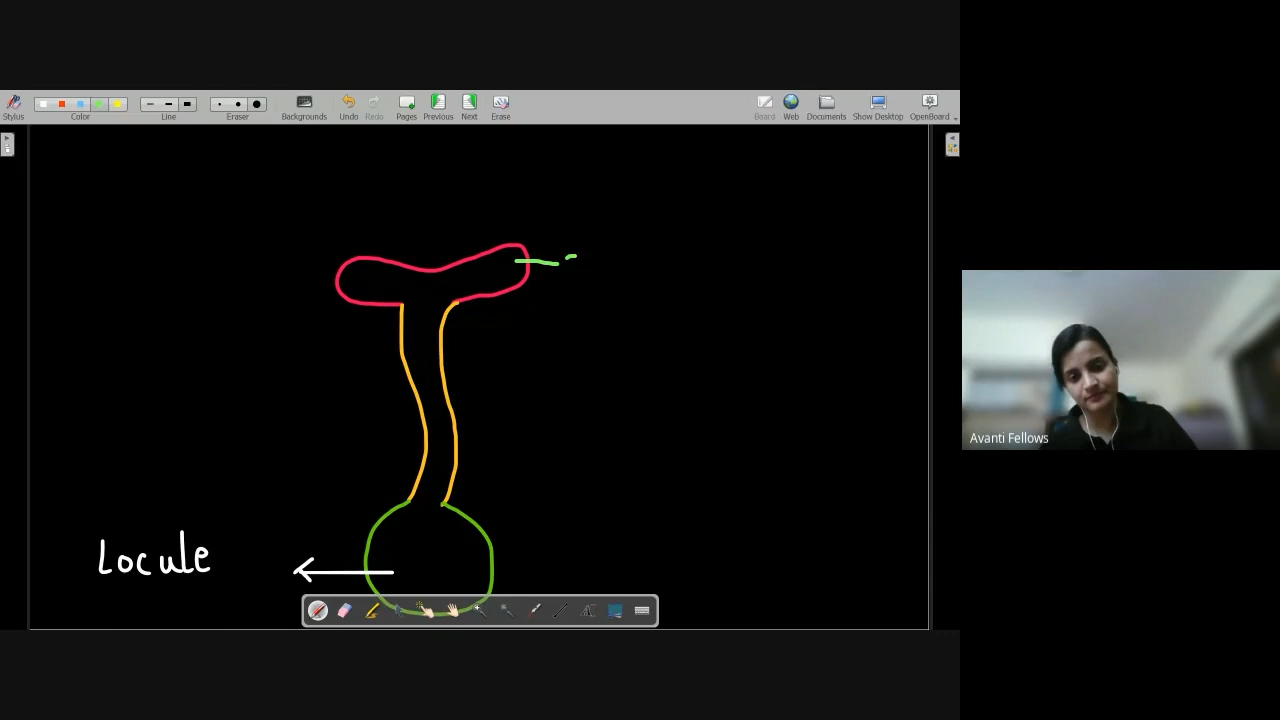 Stylus
Color
Line
Eraser
Backgrounds
Undo
Redo
Pages
Previous
Next
Erase
Board
Web
Documents
Show Desktop
OpenBoard
Locule
Avanti Fellows